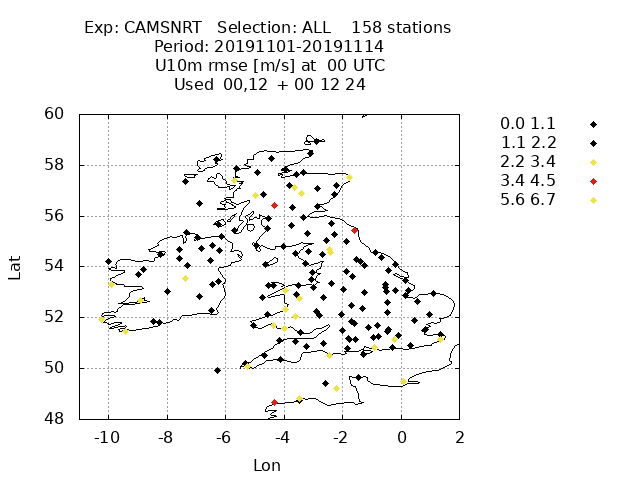 Exp: CAMSNRT Selection: ALL 158 stations
Period: 20191101-20191114
U10m rmse [m/s] at 00 UTC
Used 00,12 + 00 12 24
60
58
56
54
52
50
48
Lat
-10 -8 -6 -4 -2 0 2
Lon
0.0 1.1
1.1 2.2
2.2 3.4
3.4 4.5
5.6 6.7